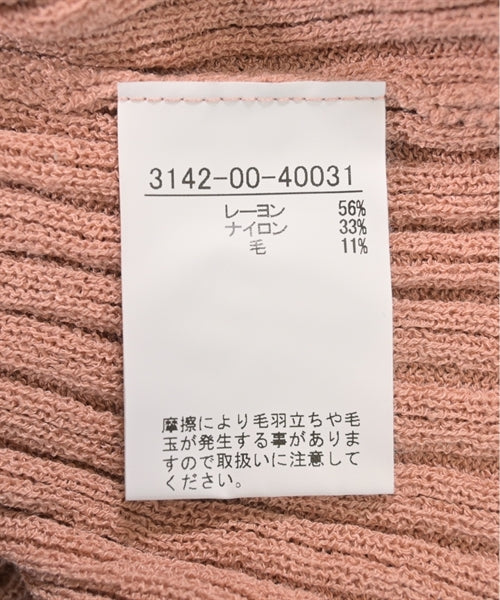 3142-00-40031
レーヨン 56%
ナイロン 33%
毛 11%
摩擦により毛羽立ちや毛
玉が発生する事がありま
すので取扱いに注意して
ください。